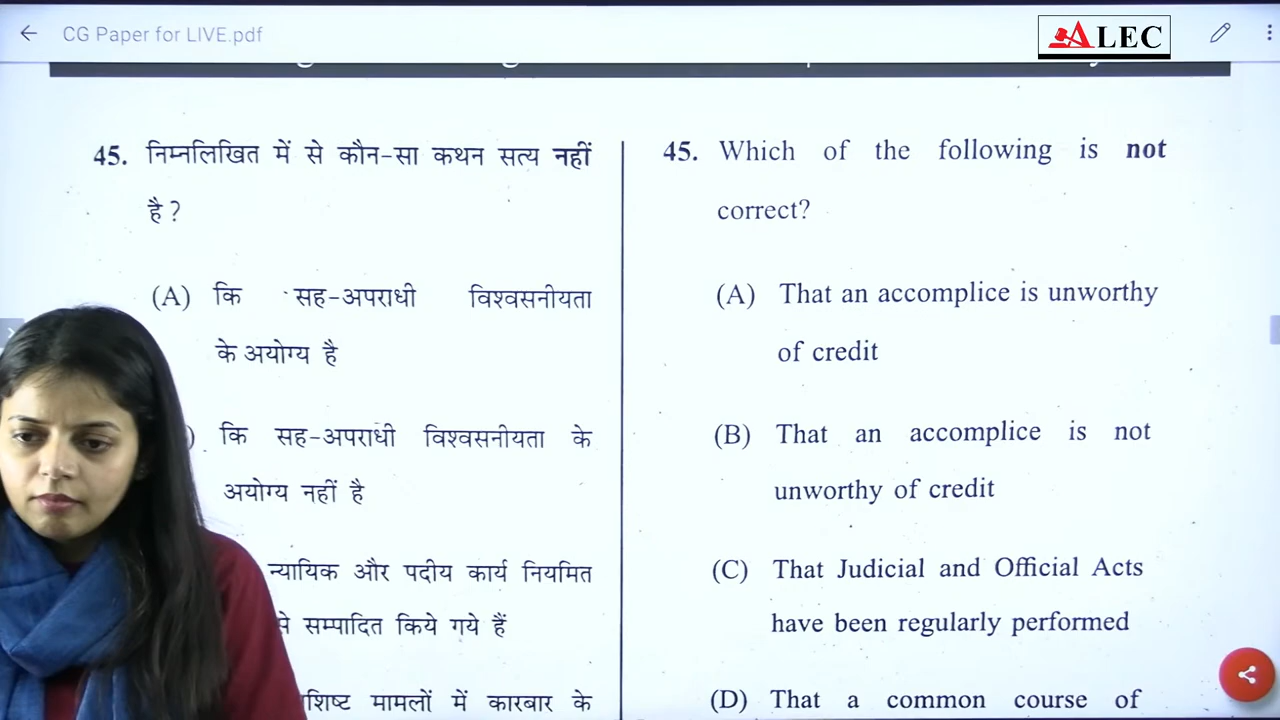 CG Paper for LIVE.pdf
ALEC
45. निम्नलिखित में से कौन-सा कथन सत्य नहीं
है ?
(A) कि सह-अपराधी विश्वसनीयता
के अयोग्य है
) कि सह-अपराधी विश्वसनीयता के
अयोग्य नहीं है
न्यायिक और पदीय कार्य नियमित
से सम्पादित किये गये हैं
मामलों में कारबार के
45. Which of the following is not
correct?
(A) That an accomplice is unworthy
of credit
(B) That an accomplice is not
unworthy of credit
(C) That Judicial and Official Acts
have been regularly performed
(D) That a common course of